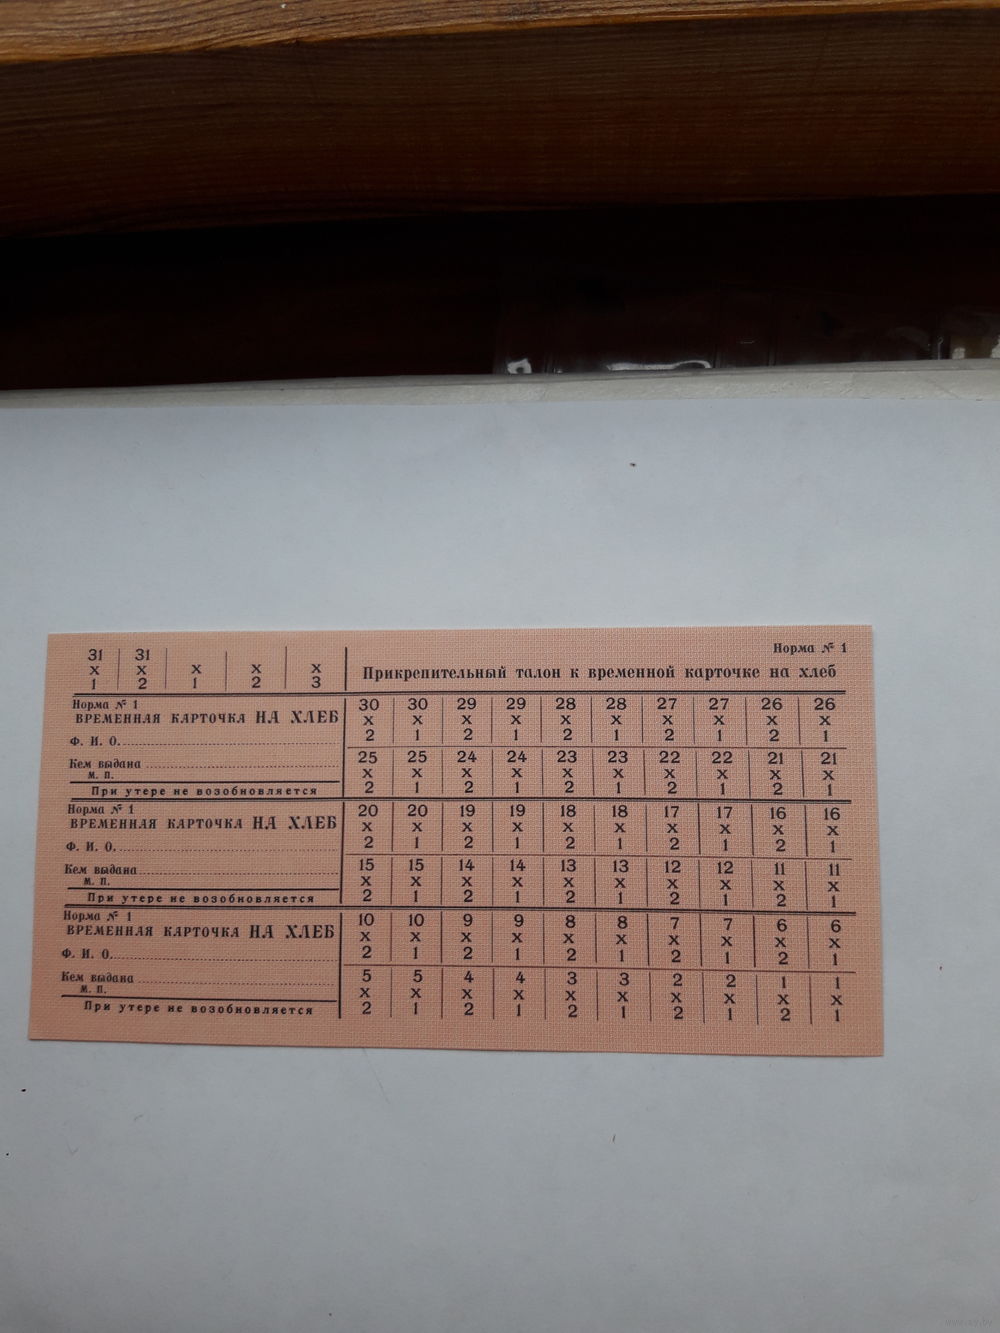 31 31
х х х х х
1 2 1 2 3
Норма № 1
Прикрепительный талон к временной карточке на хлеб
Норма № 1
ВРЕМЕННАЯ КАРТОЧКА НА ХЛЕБ
Ф. И. О.
Кем выдана
М. П.
При утере не возобновляется
30 30 29 29 28 28 27 27 26 26
х х х х х х х х х х
2 1 2 1 2 1 2 1 2 1
25 25 24 24 23 23 22 22 21 21
х х х х х х х х х х
2 1 2 1 2 1 2 1 2 1
Норма № 1
ВРЕМЕННАЯ КАРТОЧКА НА ХЛЕБ
Ф. И. О.
Кем выдана
М. П.
При утере не возобновляется
20 20 19 19 18 18 17 17 16 16
х х х х х х х х х х
2 1 2 1 2 1 2 1 2 1
15 15 14 14 13 13 12 12 11 11
х х х х х х х х х х
2 1 2 1 2 1 2 1 2 1
Норма № 1
ВРЕМЕННАЯ КАРТОЧКА НА ХЛЕБ
Ф. И. О.
Кем выдана
М. П.
При утере не возобновляется
10 10 9 9 8 8 7 7 6 6
х х х х х х х х х х
2 1 2 1 2 1 2 1 2 1
5 5 4 4 3 3 2 2 1 1
х х х х х х х х х х
2 1 2 1 2 1 2 1 2 1